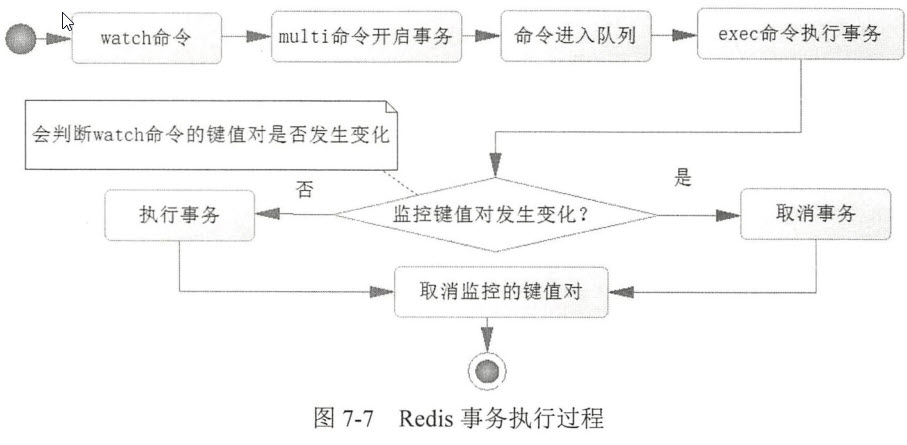 watch命令
multi命令开启事务
命令进入队列
exec命令执行事务
会判断watch命令的键值对是否发生变化
否
是
执行事务
监控键值对发生变化？
取消事务
取消监控的键值对
图 7-7 Redis 事务执行过程